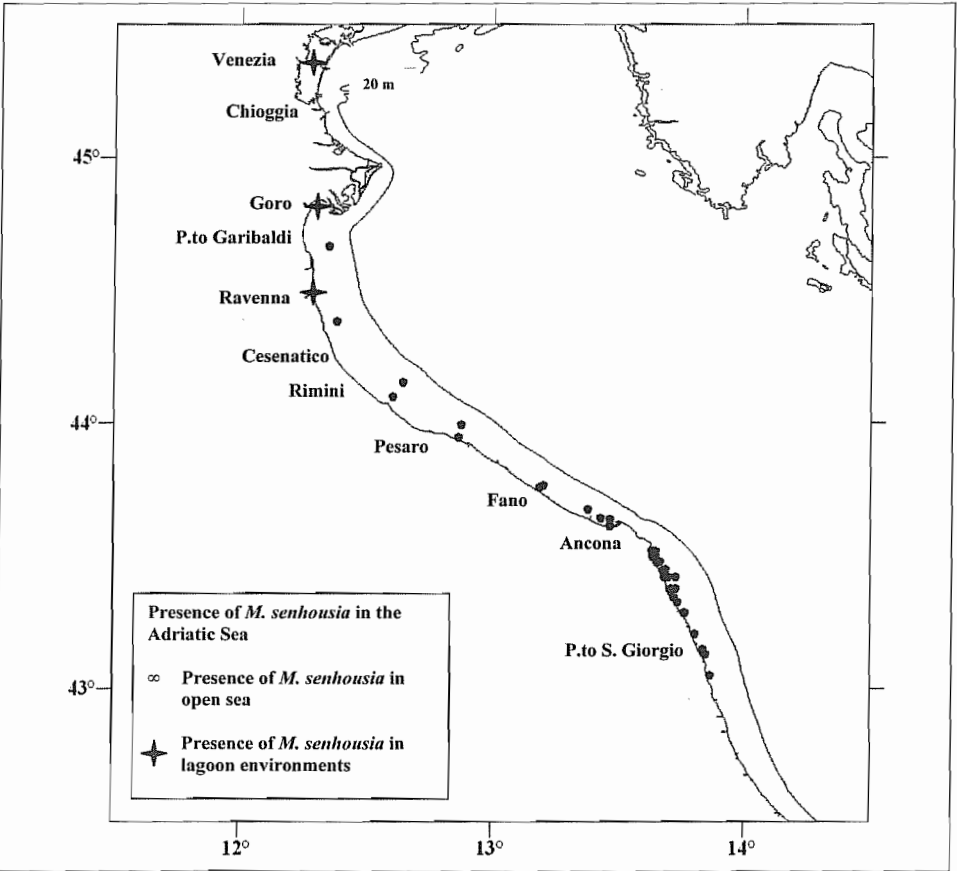 Venezia
20 m
Chioggia
45°
Goro
P.to Garibaldi
Ravenna
Cesenatico
Rimini
44°
Pesaro
Fano
Ancona
Presence of M. senhousia in the
Adriatic Sea
P.to S. Giorgio
∞ Presence of M. senhousia in
open sea
43°
Presence of M. senhousia in
lagoon environments
12°
13°
14°